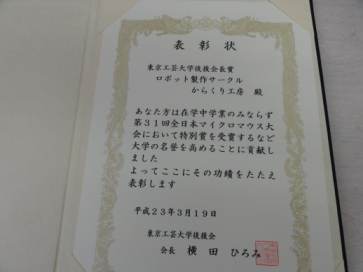 表彰状
東京工芸大学後援会長賞
ロボット製作サークル
からくり工房 殿
あなた方は在学中学業のみならず
第31回全日本マイクロマウス大
会において特別賞を受賞するなど
大学の名誉を高めることに貢献し
ました
よってここにその功績をたたえ
表彰します
平成23年3月19日
東京工芸大学後援会
会長 横田 ひろみ